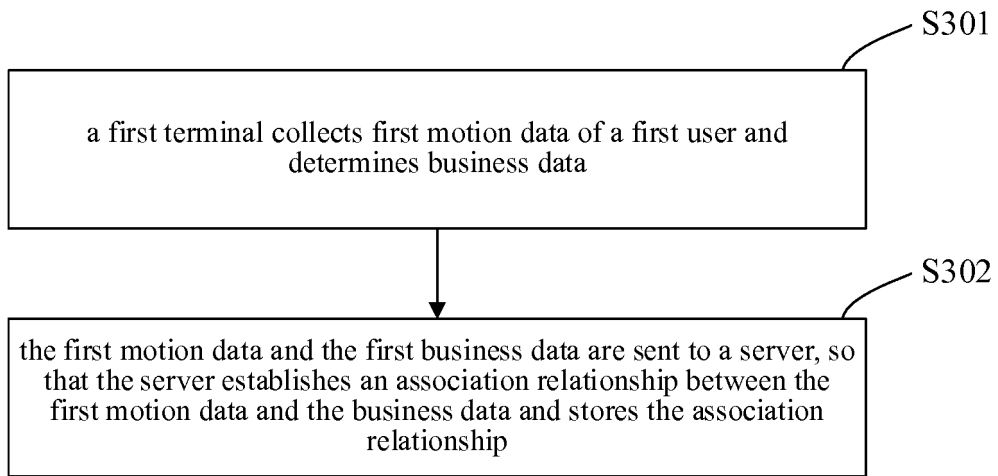 S301
a first terminal collects first motion data of a first user and
determines business data
S302
the first motion data and the first business data are sent to a server, so
that the server establishes an association relationship between the
first motion data and the business data and stores the association
relationship